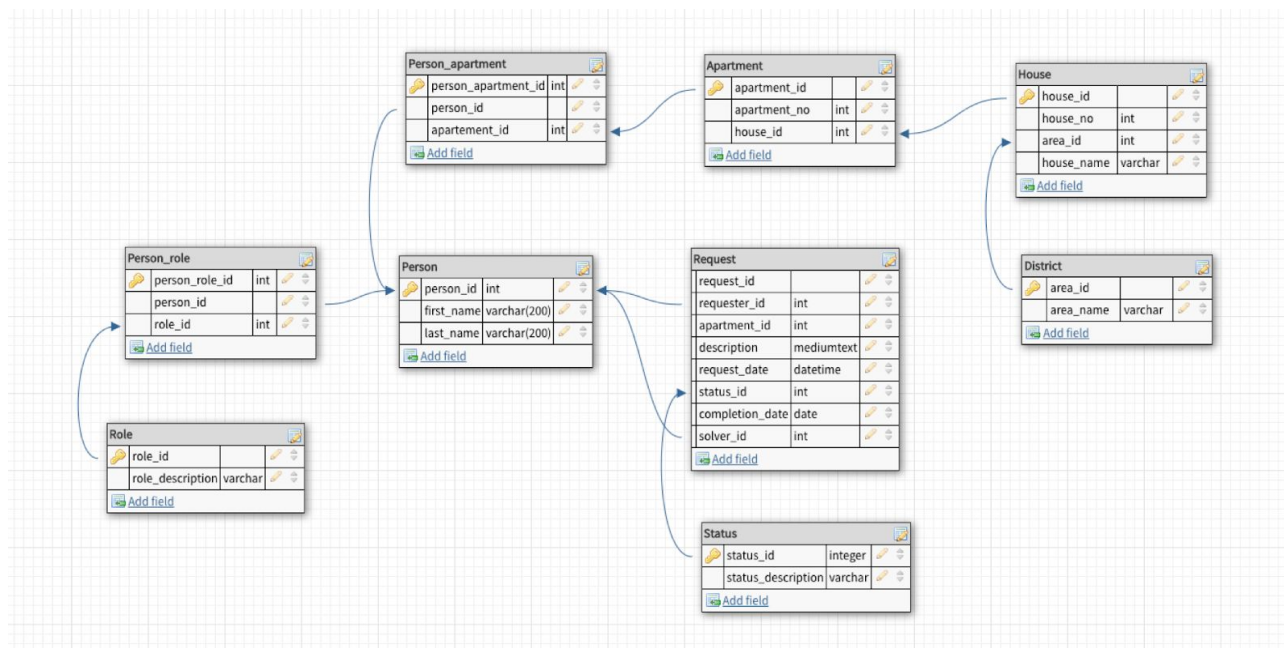 Person_apartment
person_apartment_id int
person_id
apartement_id int
Add field
Apartment
apartment_id
apartment_no int
house_id int
Add field
House
house_id
house_no int
area_id int
house_name varchar
Add field
Person_role
person_role_id int
person_id
role_id int
Add field
Person
person_id int
first_name varchar(200)
last_name varchar(200)
Add field
Request
request_id
requester_id int
apartment_id int
description mediumtext
request_date datetime
status_id int
completion_date date
solver_id int
Add field
District
area_id
area_name varchar
Add field
Role
role_id
role_description varchar
Add field
Status
status_id integer
status_description varchar
Add field